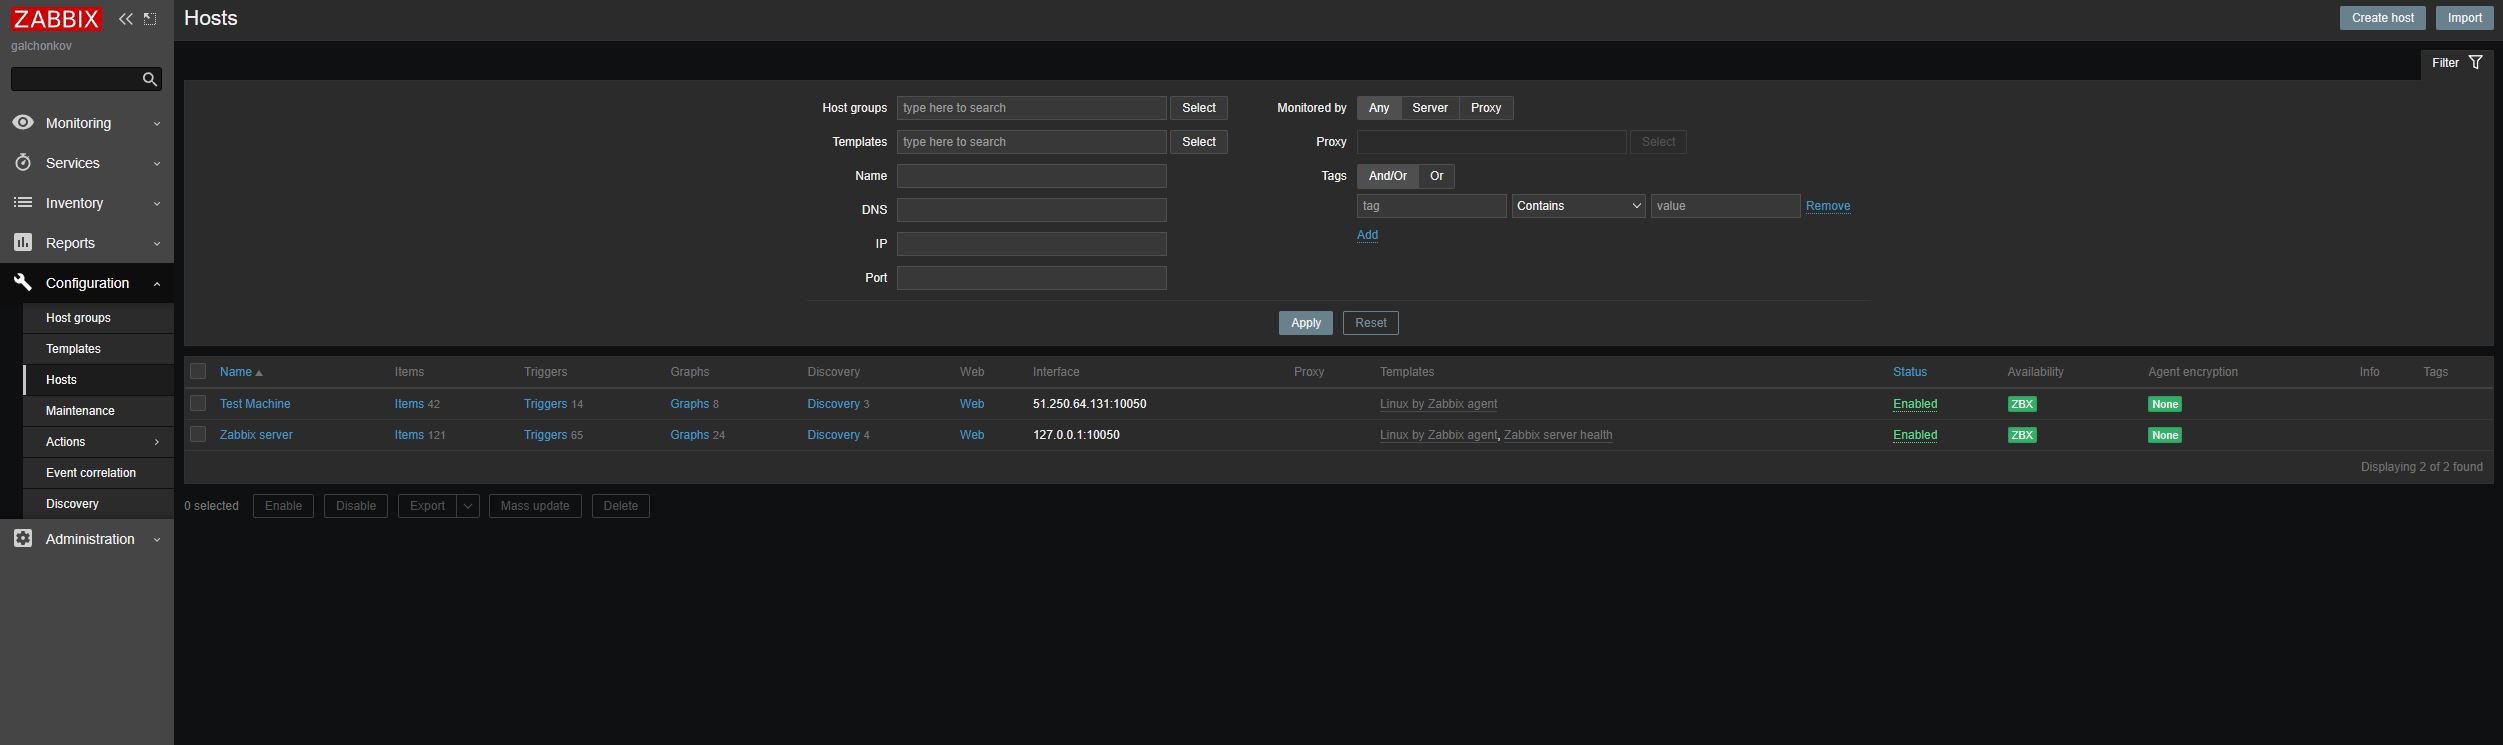 ZABBIX
galchonkov
Monitoring
Services
Inventory
Reports
Configuration
Host groups
Templates
Hosts
Maintenance
Actions
Event correlation
Discovery
Administration
Hosts
Create host Import
Filter
Host groups type here to search Select
Templates type here to search Select
Name
DNS
IP
Port
Monitored by Any Server Proxy
Proxy Select
Tags And/Or Or
tag Contains value Remove
Add
Apply Reset
Name Items Triggers Graphs Discovery Web Interface Proxy Templates Status Availability Agent encryption Info Tags
Test Machine Items 42 Triggers 14 Graphs 8 Discovery 3 Web 51.250.64.131:10050 Linux by Zabbix agent Enabled ZBX None
Zabbix server Items 121 Triggers 65 Graphs 24 Discovery 4 Web 127.0.0.1:10050 Linux by Zabbix agent, Zabbix server health Enabled ZBX None
Displaying 2 of 2 found
0 selected Enable Disable Export Mass update Delete